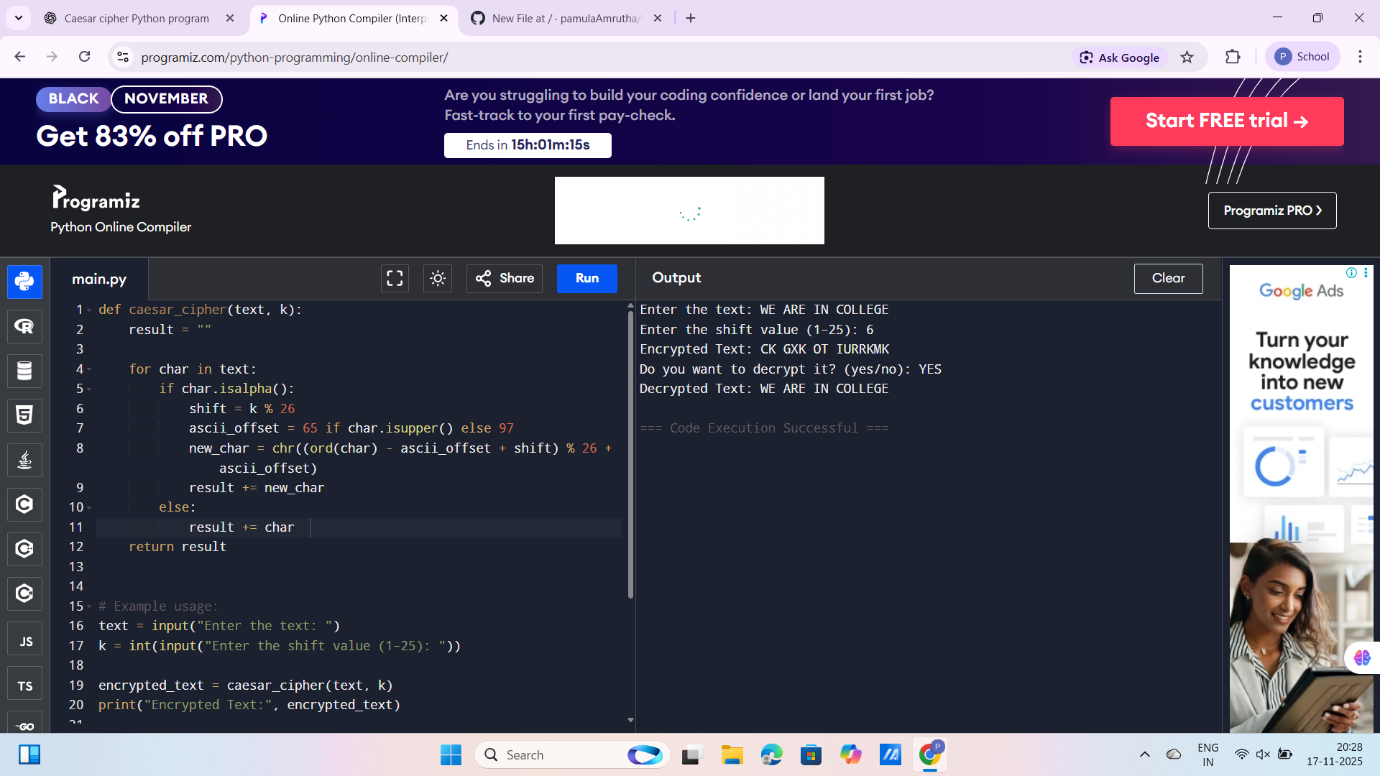 Caesar cipher Python program
Online Python Compiler (Interp
New File at / · pamulaAmrutha/
programiz.com/python-programming/online-compiler/
Ask Google
P School
BLACK NOVEMBER
Get 83% off PRO
Are you struggling to build your coding confidence or land your first job?
Fast-track to your first pay-check.
Ends in 15h:01m:15s
Start FREE trial →
Programiz
Python Online Compiler
Programiz PRO >
main.py
Share
Run
Output
Clear
1 def caesar_cipher(text, k):
2 result = ""
3
4 for char in text:
5 if char.isalpha():
6 shift = k % 26
7 ascii_offset = 65 if char.isupper() else 97
8 new_char = chr((ord(char) - ascii_offset + shift) % 26 +
ascii_offset)
9 result += new_char
10 else:
11 result += char
12 return result
13
14
15 # Example usage:
16 text = input("Enter the text: ")
17 k = int(input("Enter the shift value (1-25): "))
18
19 encrypted_text = caesar_cipher(text, k)
20 print("Encrypted Text:", encrypted_text)
21
Enter the text: WE ARE IN COLLEGE
Enter the shift value (1-25): 6
Encrypted Text: CK GXK OT IURRKMK
Do you want to decrypt it? (yes/no): YES
Decrypted Text: WE ARE IN COLLEGE
=== Code Execution Successful ===
JS
TS
GO
Google Ads
Turn your
knowledge
into new
customers
Search
ENG
IN
20:28
17-11-2025